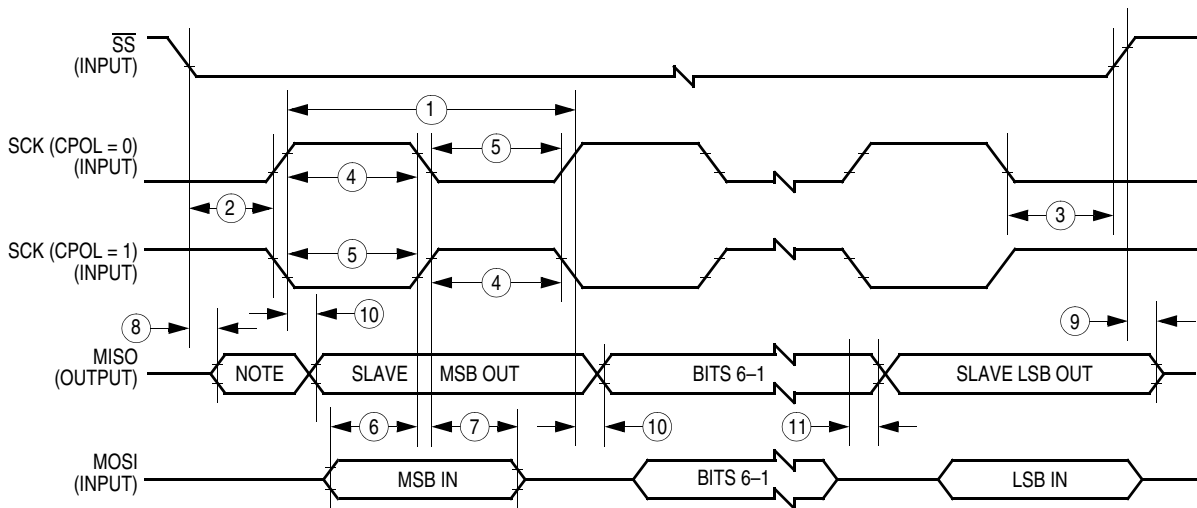 SS
(INPUT)
1
SCK (CPOL = 0)
(INPUT)
5
4
2
3
SCK (CPOL = 1)
(INPUT)
5
4
8
10
9
MISO
(OUTPUT)
NOTE
SLAVE
MSB OUT
BITS 6–1
SLAVE LSB OUT
6
7
10
11
MOSI
(INPUT)
MSB IN
BITS 6–1
LSB IN